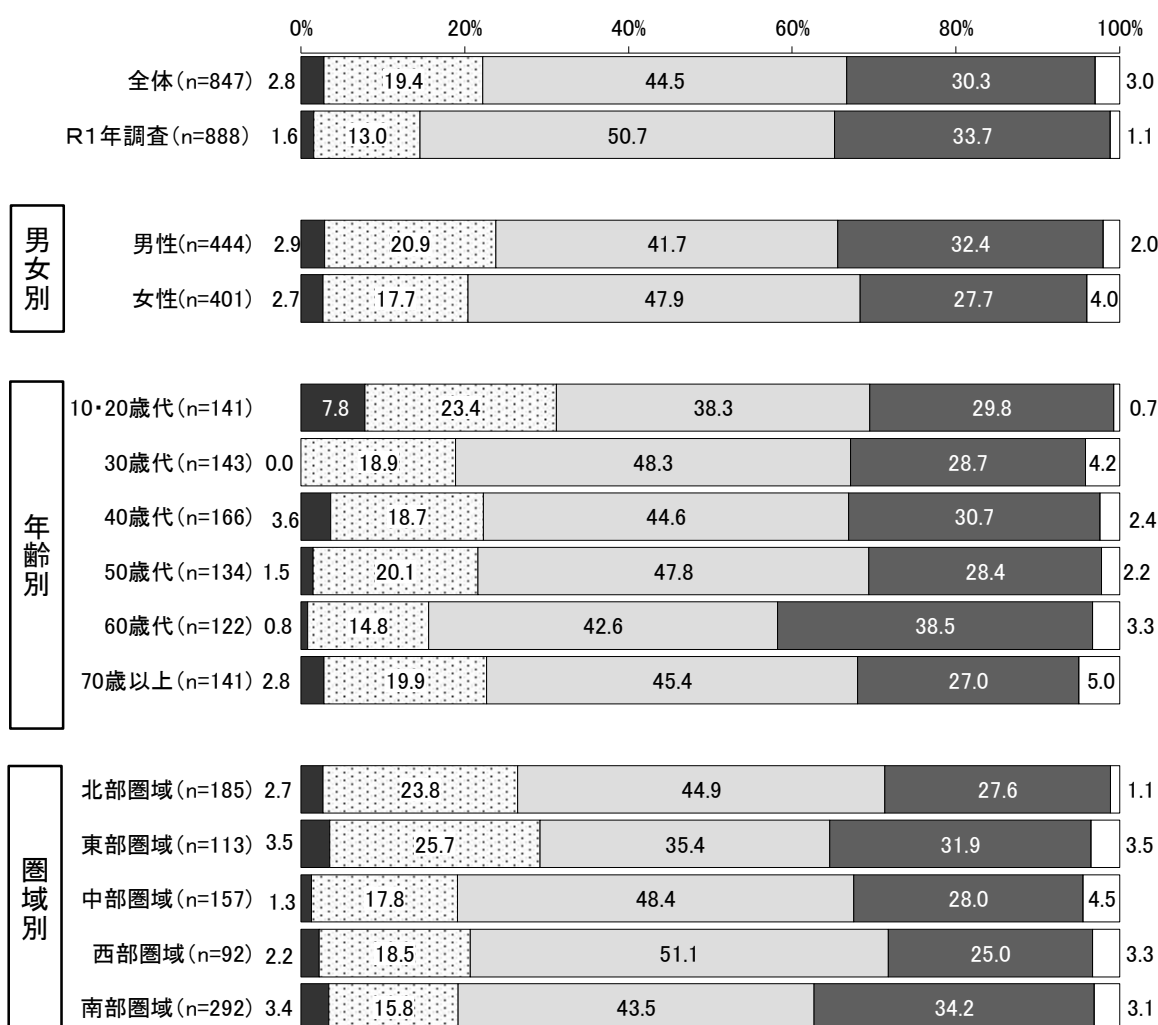 0% 20% 40% 60% 80% 100%
全体(n=847) 2.8 19.4 44.5 30.3 3.0
R1年調査(n=888) 1.6 13.0 50.7 33.7 1.1
男女別
男性(n=444) 2.9 20.9 41.7 32.4 2.0
女性(n=401) 2.7 17.7 47.9 27.7 4.0
年齢別
10・20歳代(n=141) 7.8 23.4 38.3 29.8 0.7
30歳代(n=143) 0.0 18.9 48.3 28.7 4.2
40歳代(n=166) 3.6 18.7 44.6 30.7 2.4
50歳代(n=134) 1.5 20.1 47.8 28.4 2.2
60歳代(n=122) 0.8 14.8 42.6 38.5 3.3
70歳以上(n=141) 2.8 19.9 45.4 27.0 5.0
圏域別
北部圏域(n=185) 2.7 23.8 44.9 27.6 1.1
東部圏域(n=113) 3.5 25.7 35.4 31.9 3.5
中部圏域(n=157) 1.3 17.8 48.4 28.0 4.5
西部圏域(n=92) 2.2 18.5 51.1 25.0 3.3
南部圏域(n=292) 3.4 15.8 43.5 34.2 3.1